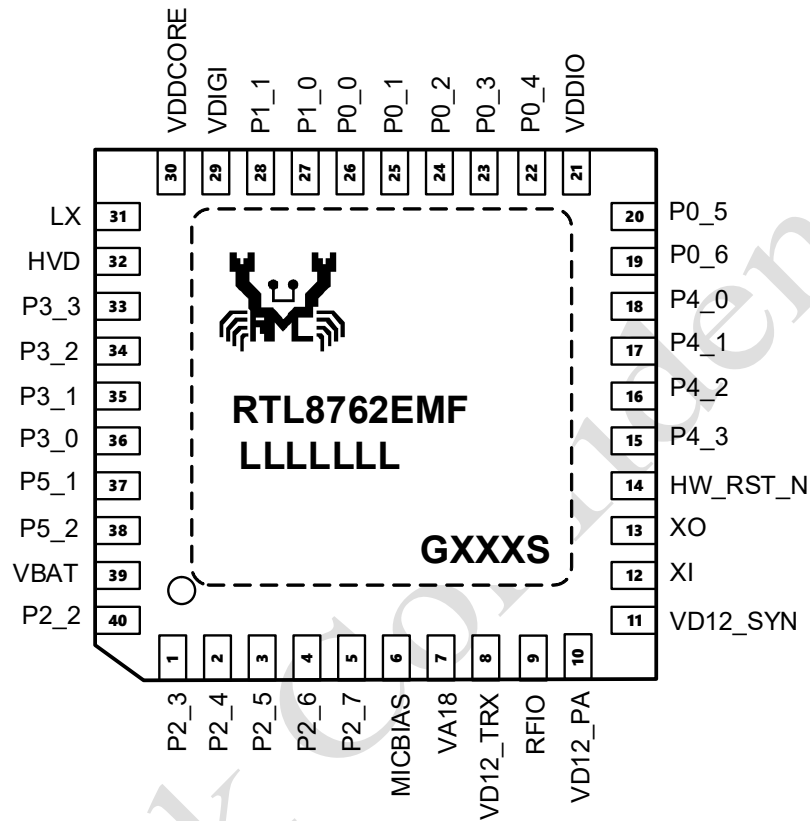 VDDCORE
VDIGI
P1_1
P1_0
P0_0
P0_1
P0_2
P0_3
P0_4
VDDIO
30 29 28 27 26 25 24 23 22 21
LX 31 20 P0_5
HVD 32 19 P0_6
P3_3 33 18 P4_0
P3_2 34 17 P4_1
P3_1 35 16 P4_2
P3_0 36 15 P4_3
P5_1 37 14 HW_RST_N
P5_2 38 13 XO
VBAT 39 12 XI
P2_2 40 11 VD12_SYN
RTL8762EMF
LLLLLLL
GXXXS
1 2 3 4 5 6 7 8 9 10
P2_3
P2_4
P2_5
P2_6
P2_7
MICBIAS
VA18
VD12_TRX
RFIO
VD12_PA